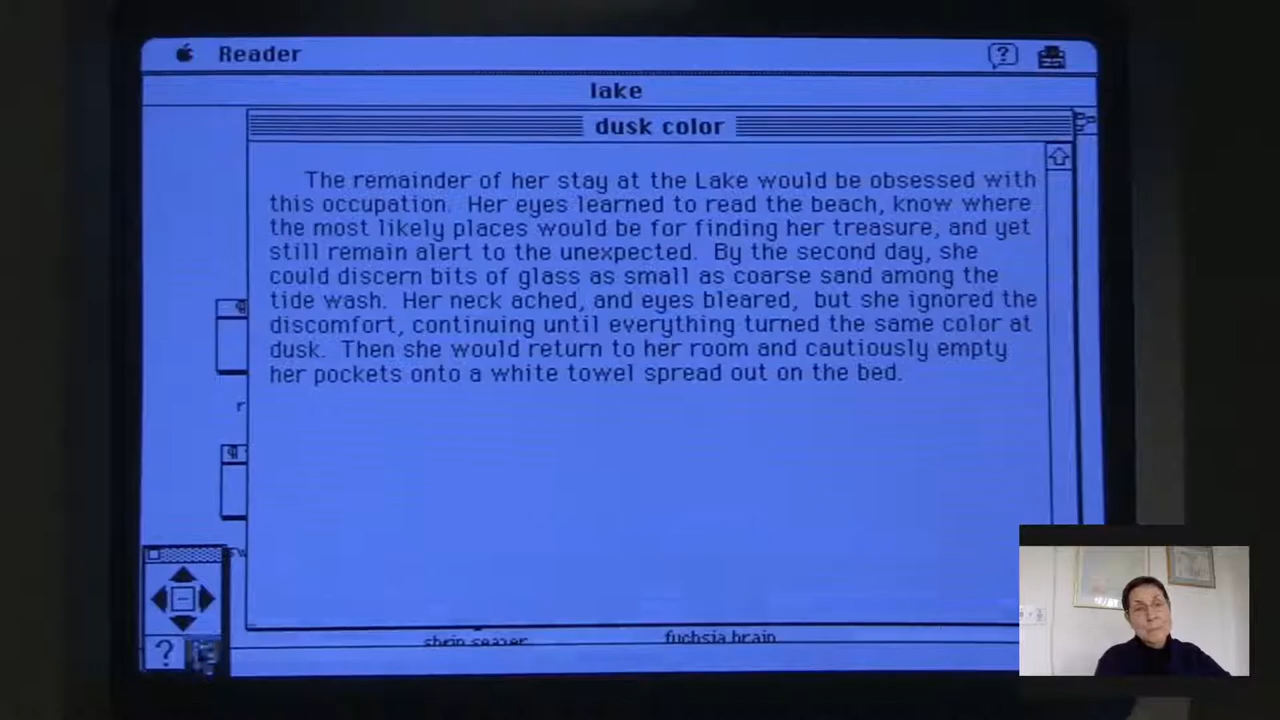 Reader
lake
dusk color
The remainder of her stay at the Lake would be obsessed with
this occupation. Her eyes learned to read the beach, know where
the most likely places would be for finding her treasure, and yet
still remain alert to the unexpected. By the second day, she
could discern bits of glass as small as coarse sand among the
tide wash. Her neck ached, and eyes bleared, but she ignored the
discomfort, continuing until everything turned the same color at
dusk. Then she would return to her room and cautiously empty
her pockets onto a white towel spread out on the bed.
fuchsia brain
?